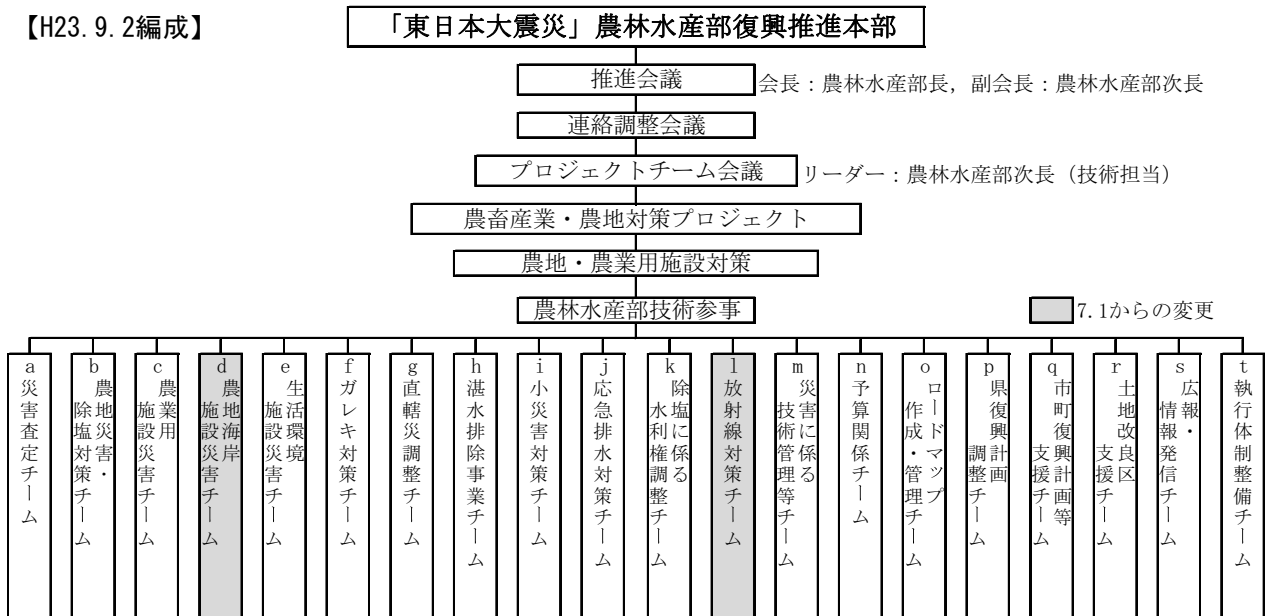 【H23.9.2編成】
「東日本大震災」農林水産部復興推進本部
推進会議
会長：農林水産部長，副会長：農林水産部次長
連絡調整会議
プロジェクトチーム会議
リーダー：農林水産部次長（技術担当）
農畜産業・農地対策プロジェクト
農地・農業用施設対策
農林水産部技術参事
7.1からの変更
a
災害査定チーム
b
農地災害・
除塩対策チーム
c
農業用
施設災害チーム
d
農地海岸
施設災害チーム
e
生活環境
施設災害チーム
f
ガレキ対策チーム
g
直轄災調整チーム
h
湛水排除事業チーム
i
小災害対策チーム
j
応急排水対策チーム
k
除塩に係る
水利権調整チーム
l
放射線対策チーム
m
災害に係る
技術管理等チーム
n
予算関係チーム
o
ロードマップ
作成・管理チーム
p
県復興計画
調整チーム
q
市町復興計画等
支援チーム
r
土地改良区
支援チーム
s
広報・
情報発信チーム
t
執行体制整備チーム